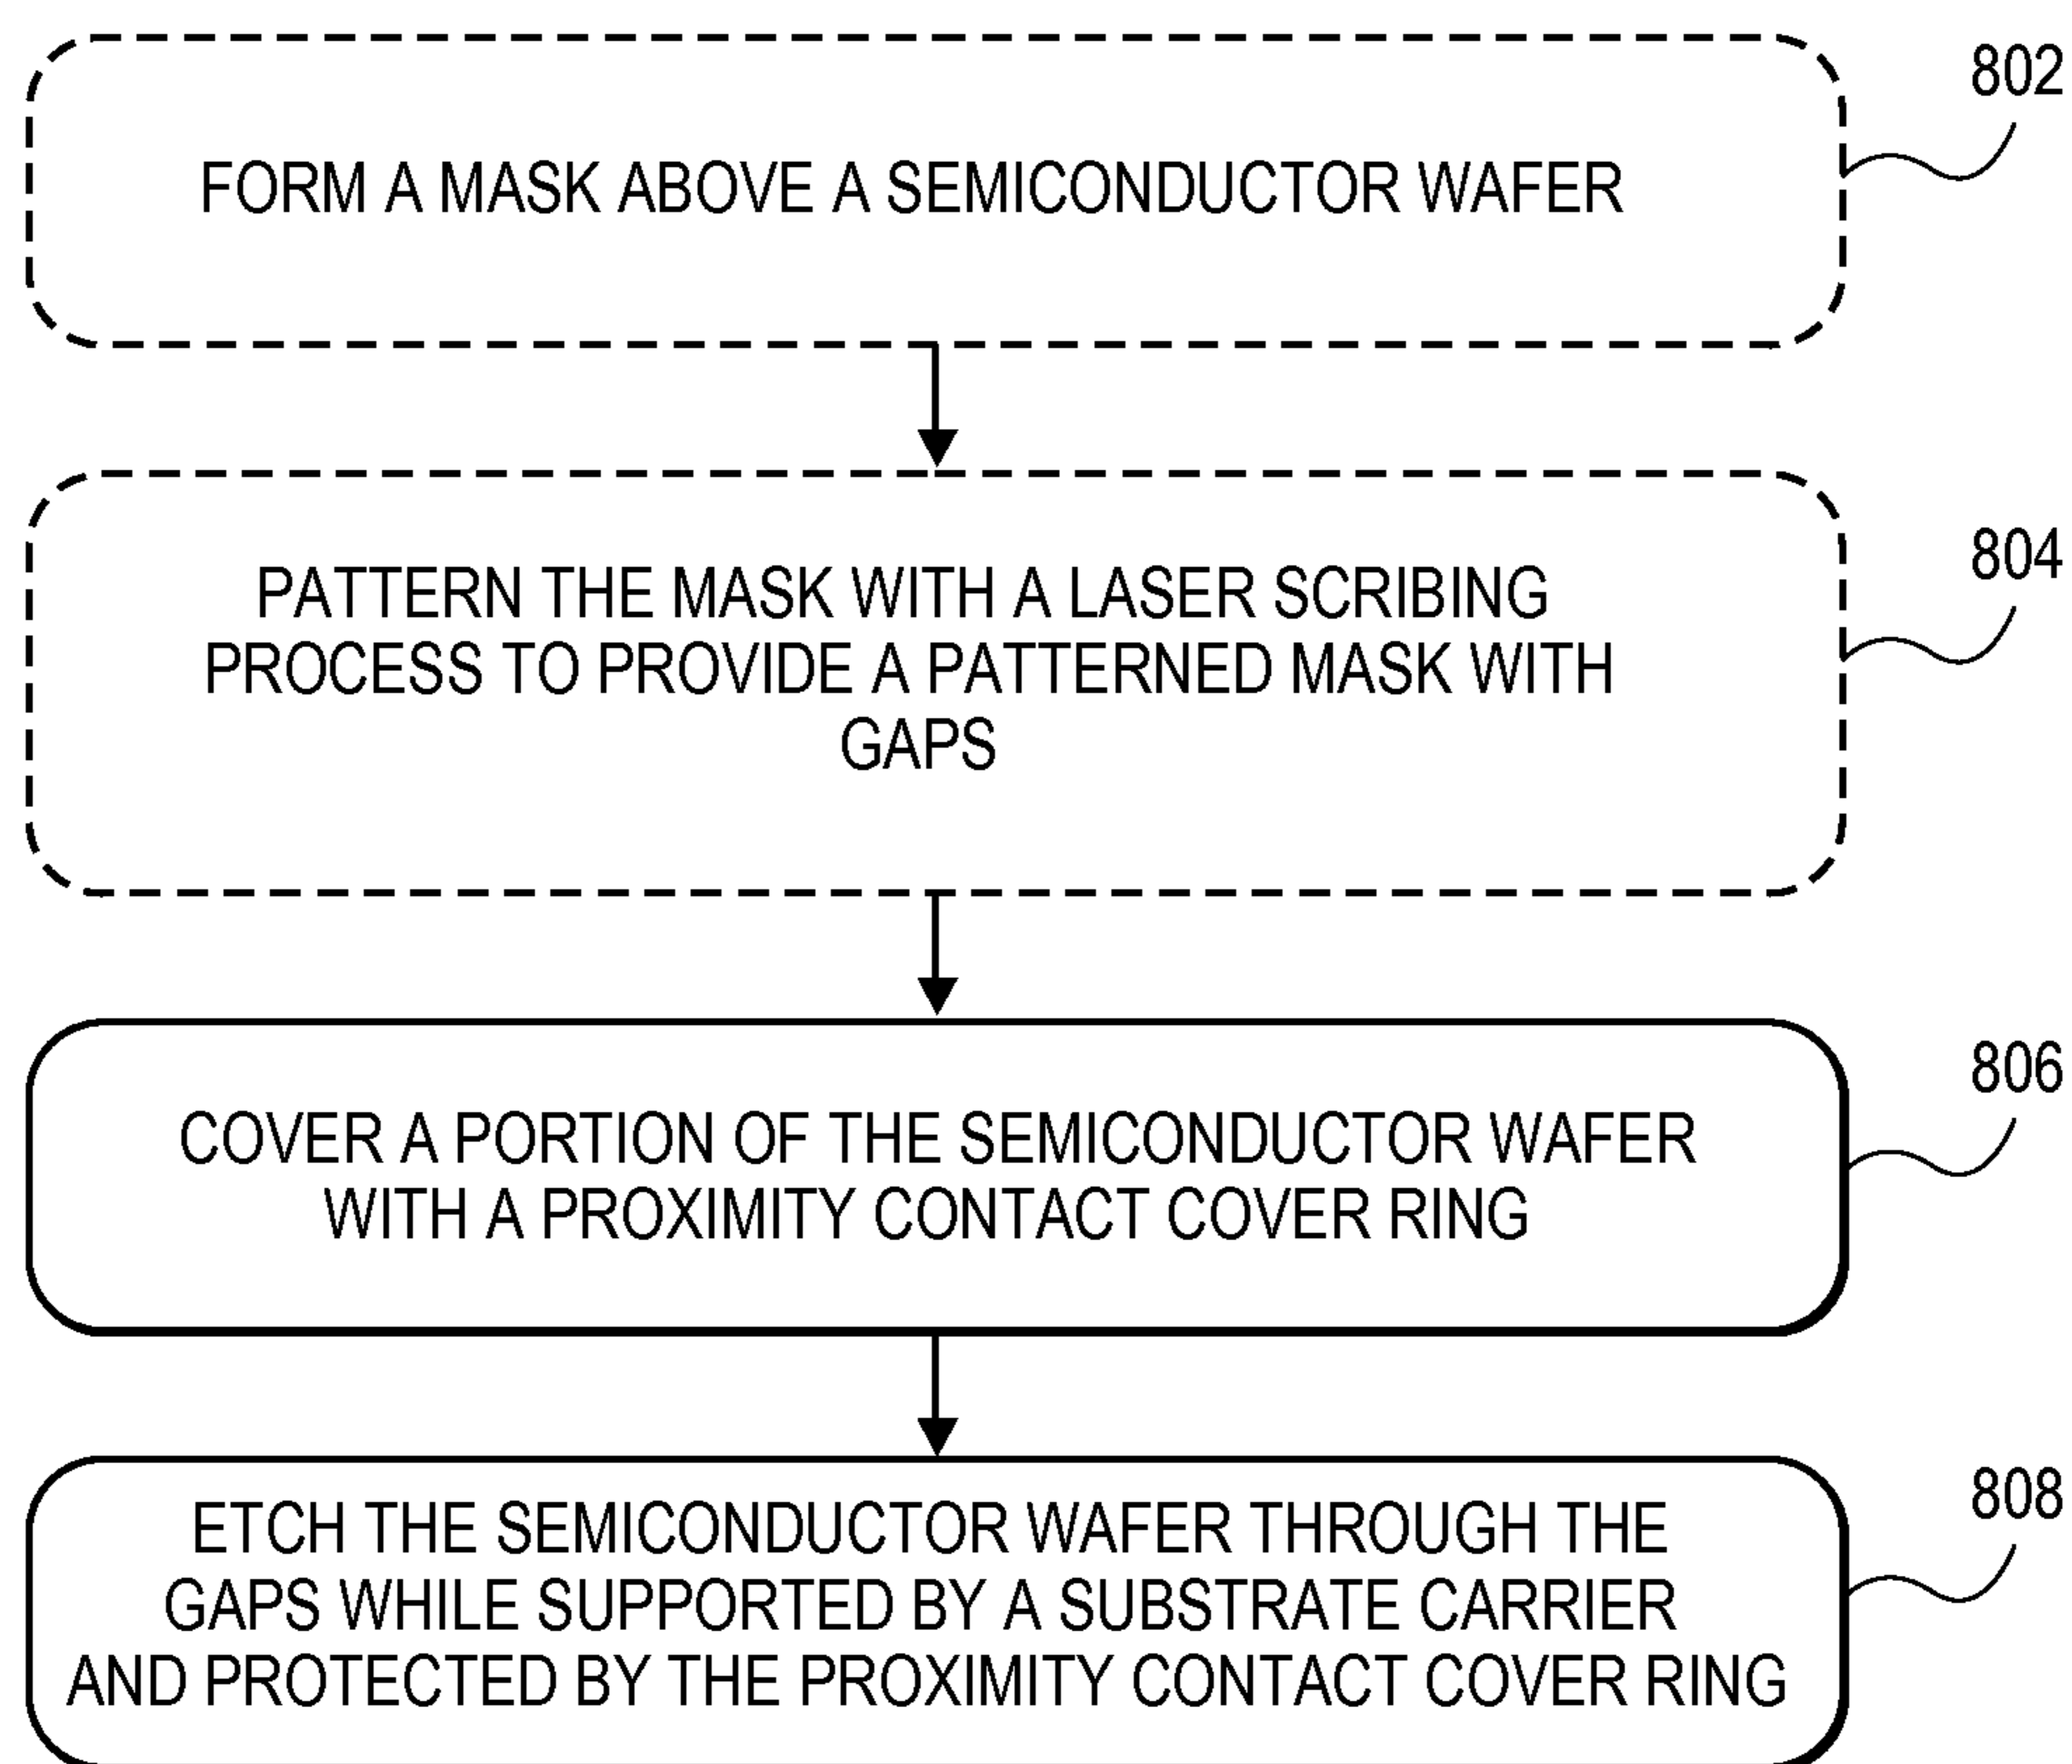 802
FORM A MASK ABOVE A SEMICONDUCTOR WAFER
804
PATTERN THE MASK WITH A LASER SCRIBING
PROCESS TO PROVIDE A PATTERNED MASK WITH
GAPS
806
COVER A PORTION OF THE SEMICONDUCTOR WAFER
WITH A PROXIMITY CONTACT COVER RING
808
ETCH THE SEMICONDUCTOR WAFER THROUGH THE
GAPS WHILE SUPPORTED BY A SUBSTRATE CARRIER
AND PROTECTED BY THE PROXIMITY CONTACT COVER RING